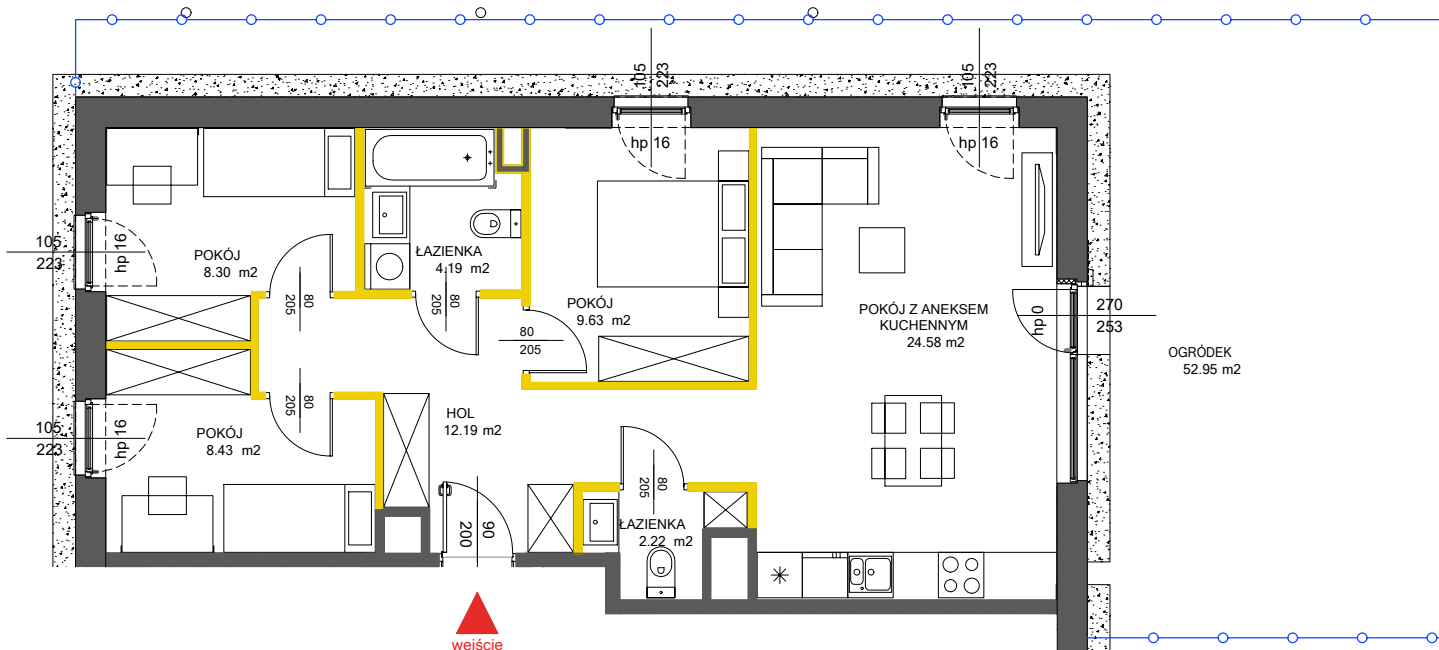 105
223
105
223
hp 16
hp 16
POKÓJ
8.30 m2
105
223
hp 16
80
205
ŁAZIENKA
4.19 m2
80
205
POKÓJ
9.63 m2
80
205
POKÓJ Z ANEKSEM
KUCHENNYM
24.58 m2
hp 0
270
253
OGRÓDEK
52.95 m2
80
205
POKÓJ
8.43 m2
105
223
hp 16
HOL
12.19 m2
80
205
ŁAZIENKA
2.22 m2
90
200
wejście